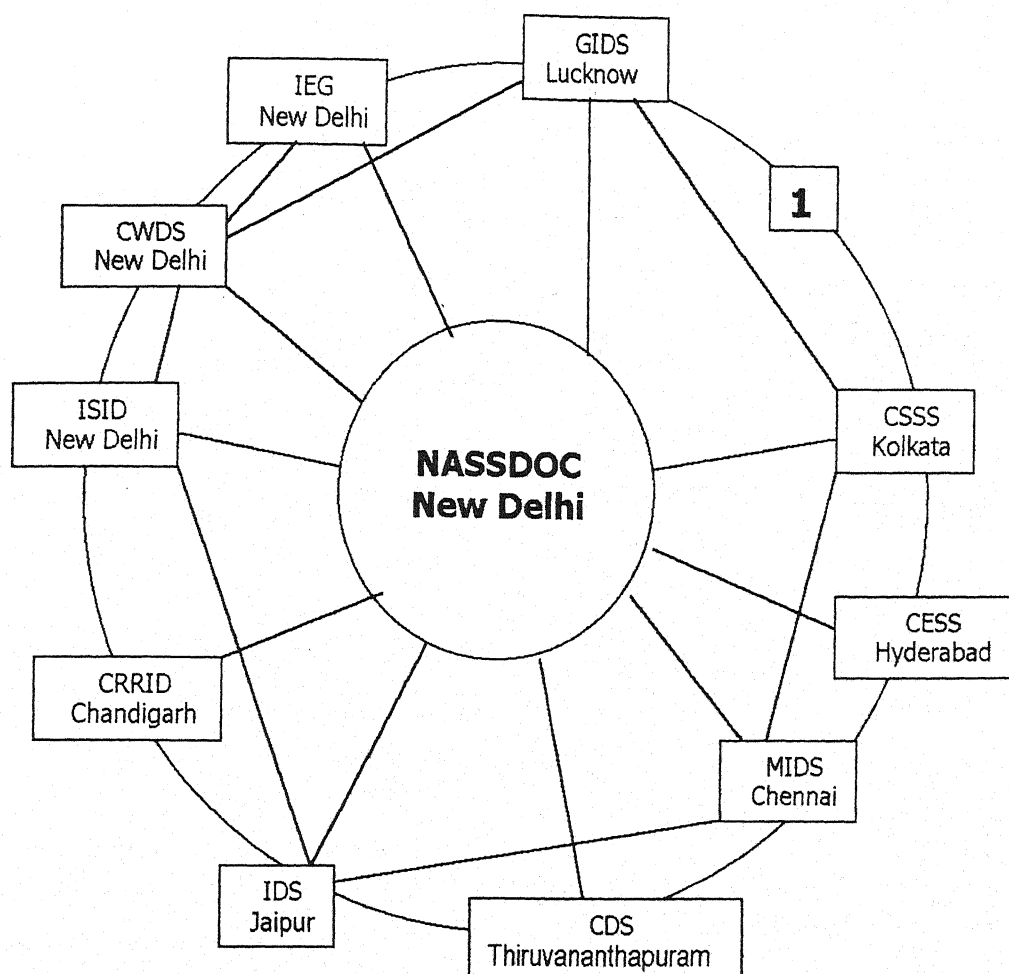 GIDS
Lucknow
IEG
New Delhi
1
CWDS
New Delhi
ISID
New Delhi
CSSS
Kolkata
NASSDOC
New Delhi
CESS
Hyderabad
CRRID
Chandigarh
MIDS
Chennai
IDS
Jaipur
CDS
Thiruvananthapuram